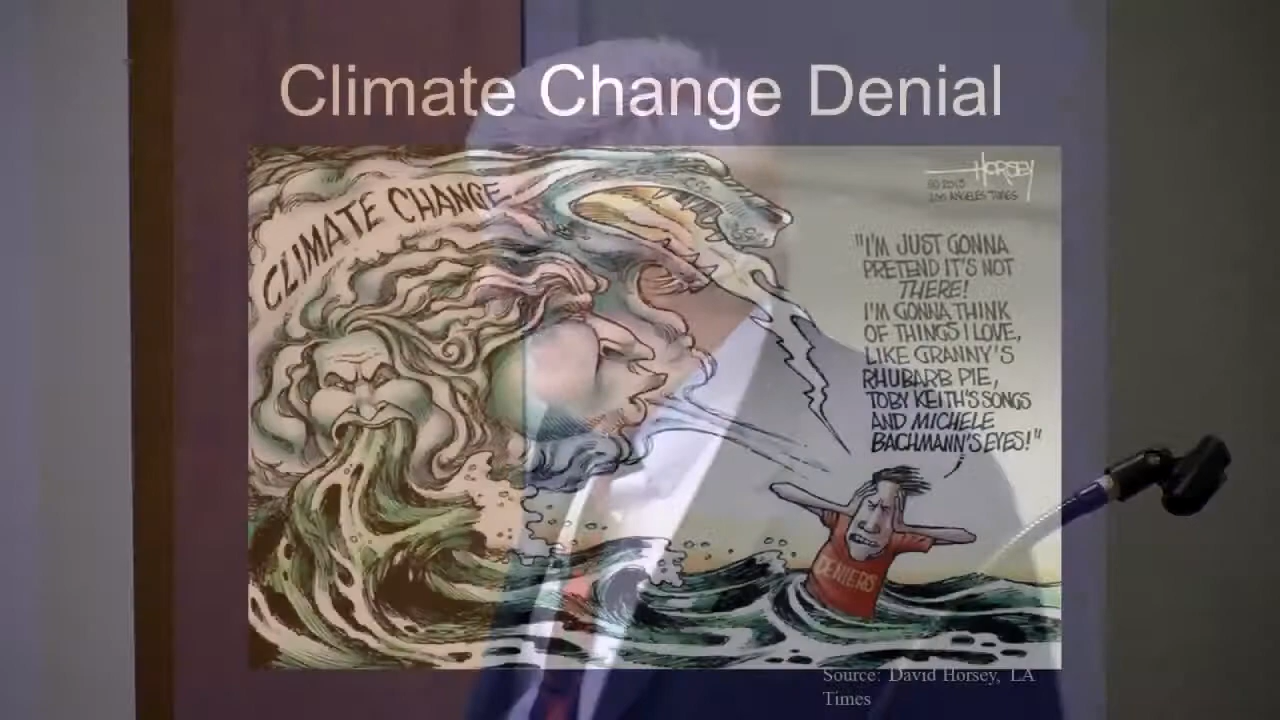 Climate Change Denial
CLIMATE CHANGE
HORSEY
LOS ANGELES TIMES
"I'M JUST GONNA
PRETEND IT'S NOT
THERE!
I'M GONNA THINK
OF THINGS I LOVE,
LIKE GRANNY'S
RHUBARB PIE,
TOBY KEITH'S SONGS
AND MICHELE
BACHMANN'S EYES!"
DENIERS
Source: David Horsey, LA
Times